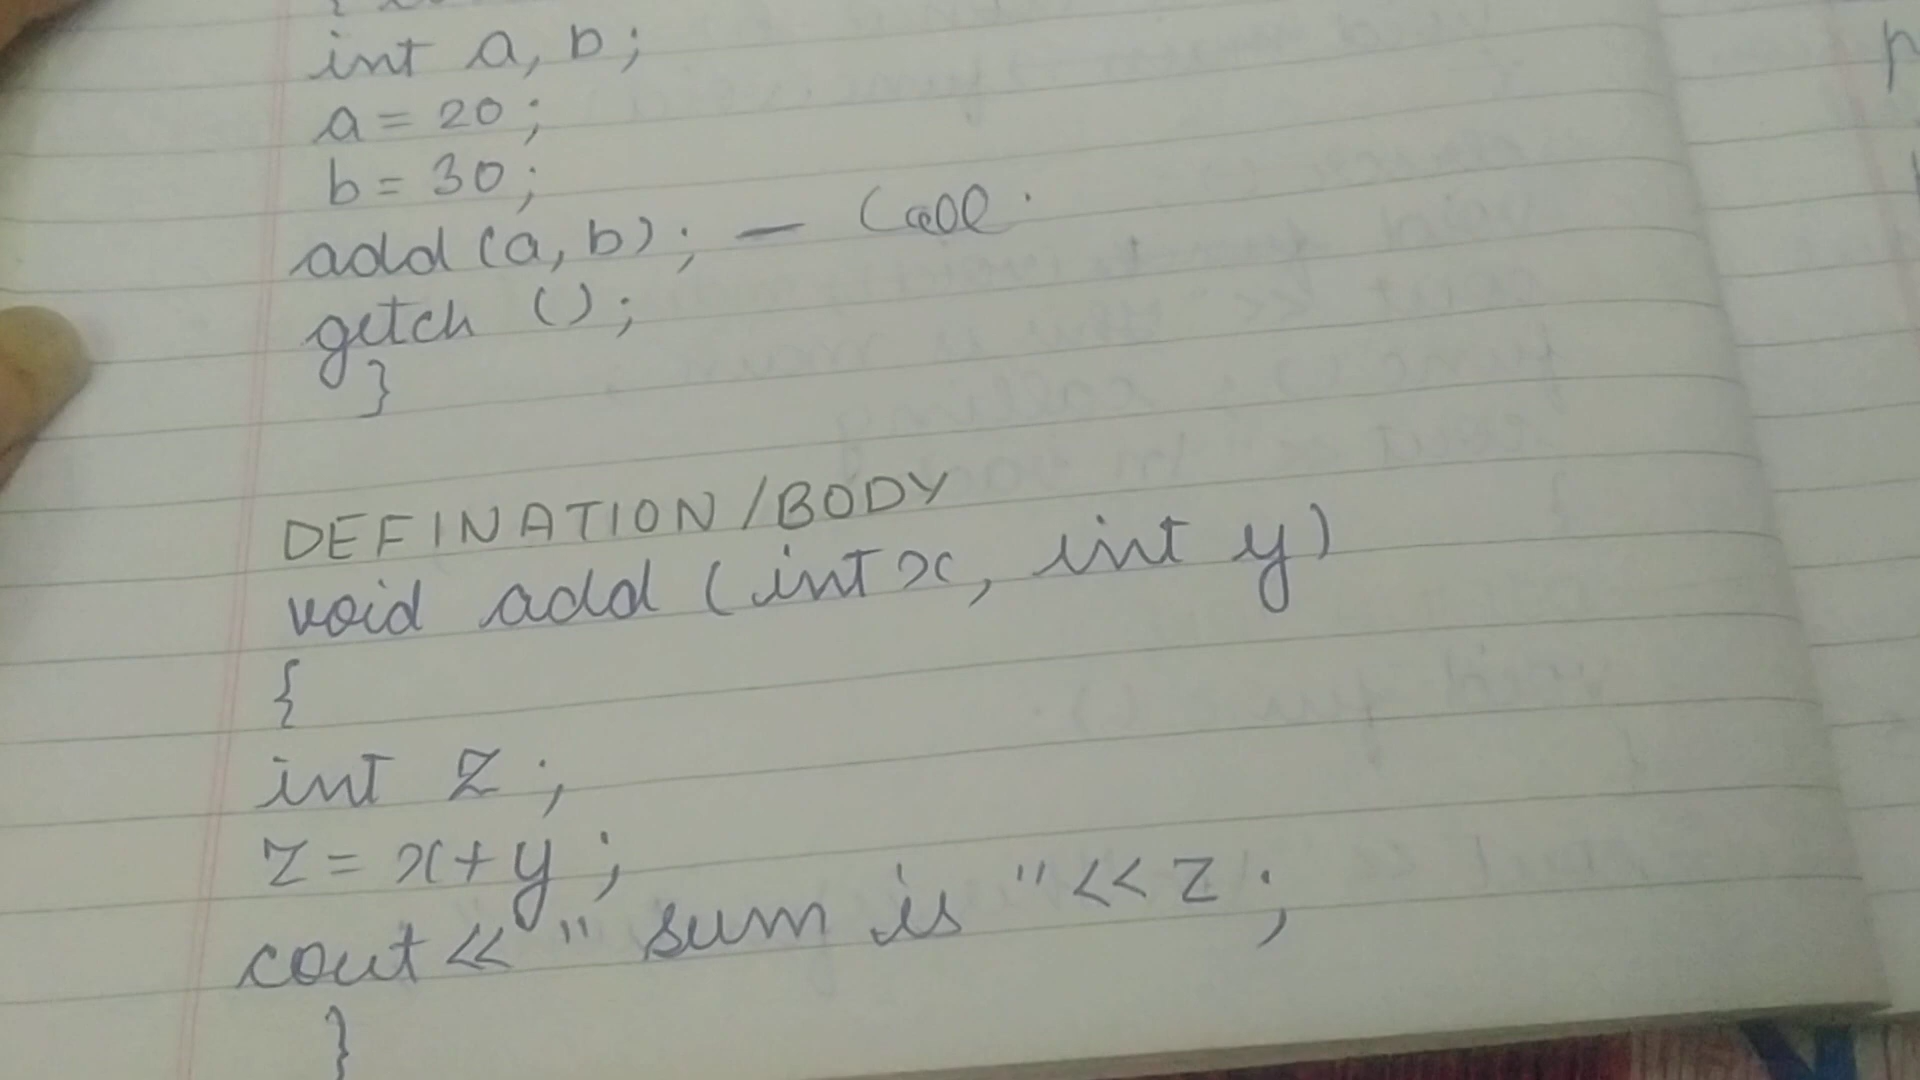 int a, b;
a = 20;
b = 30;
add (a, b); — Call.
getch ();
}
DEFINATION / BODY
void add (int x, int y)
{
int z;
z = x + y;
cout << " sum is " << z;
}